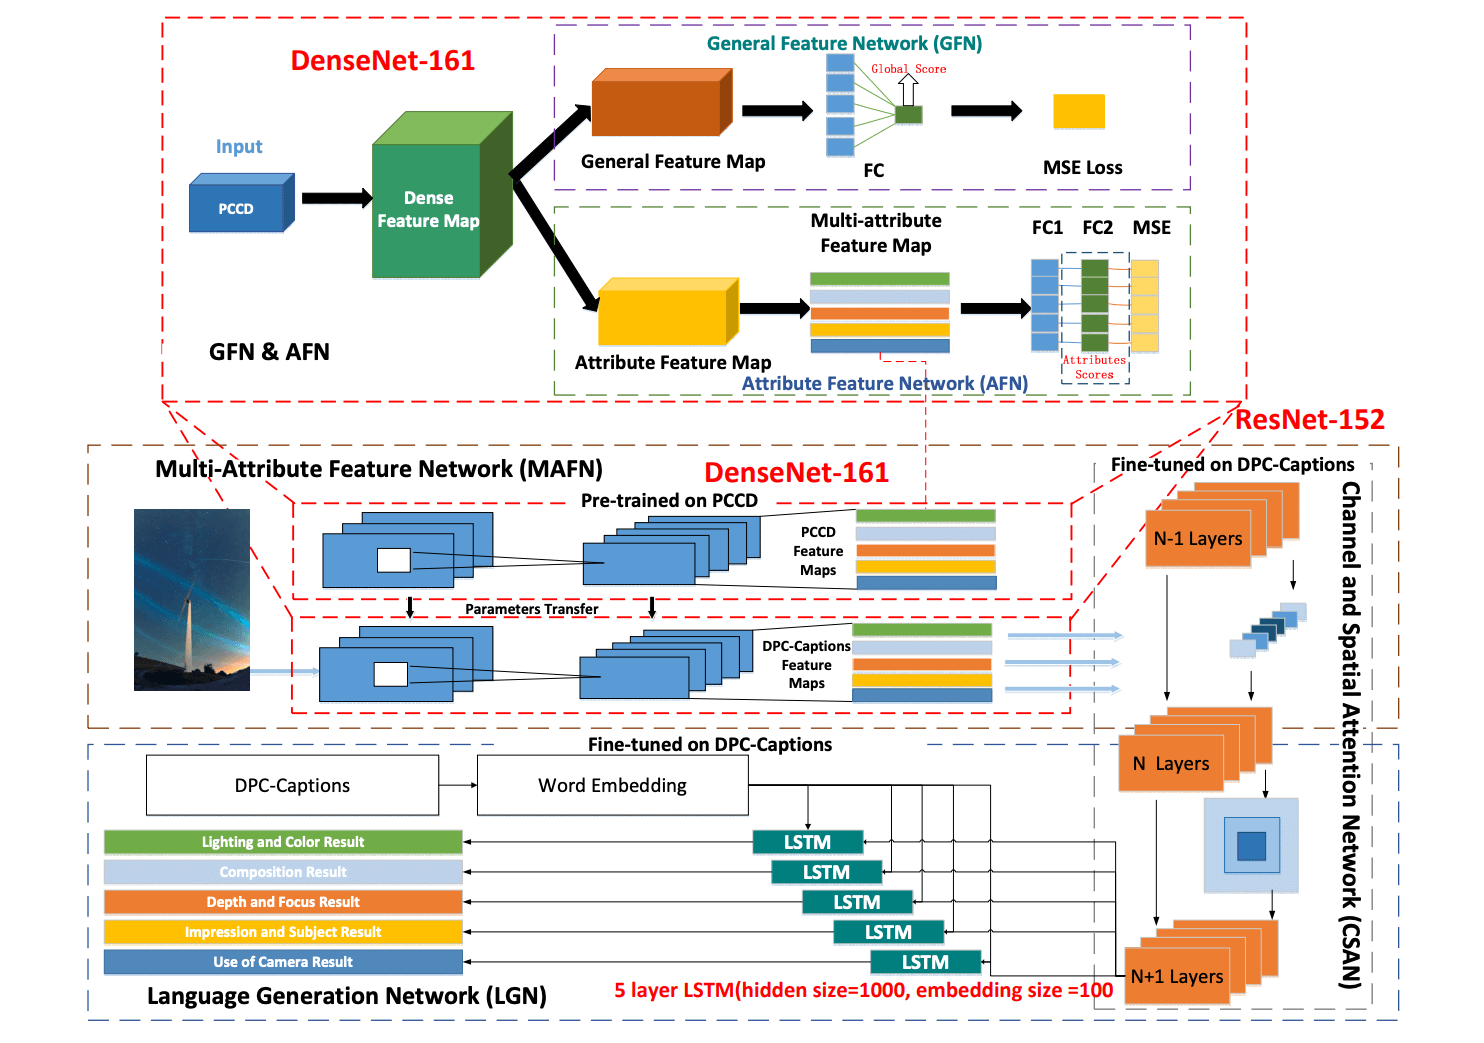 DenseNet-161
General Feature Network (GFN)
Global Score
Input
PCCD
Dense
Feature Map
General Feature Map
FC
MSE Loss
Multi-attribute
Feature Map
FC1
FC2
MSE
Attribute Feature Map
Attributes
Scores
GFN & AFN
Attribute Feature Network (AFN)
ResNet-152
Multi-Attribute Feature Network (MAFN)
DenseNet-161
Fine-tuned on DPC-Captions
Pre-trained on PCCD
PCCD
Feature
Maps
N-1 Layers
Channel and Spatial Attention Network (CSAN)
Parameters Transfer
DPC-Captions
Feature
Maps
Fine-tuned on DPC-Captions
N Layers
DPC-Captions
Word Embedding
Lighting and Color Result
LSTM
Composition Result
LSTM
Depth and Focus Result
LSTM
Impression and Subject Result
LSTM
Use of Camera Result
LSTM
N+1 Layers
Language Generation Network (LGN)
5 layer LSTM(hidden size=1000, embedding size =100